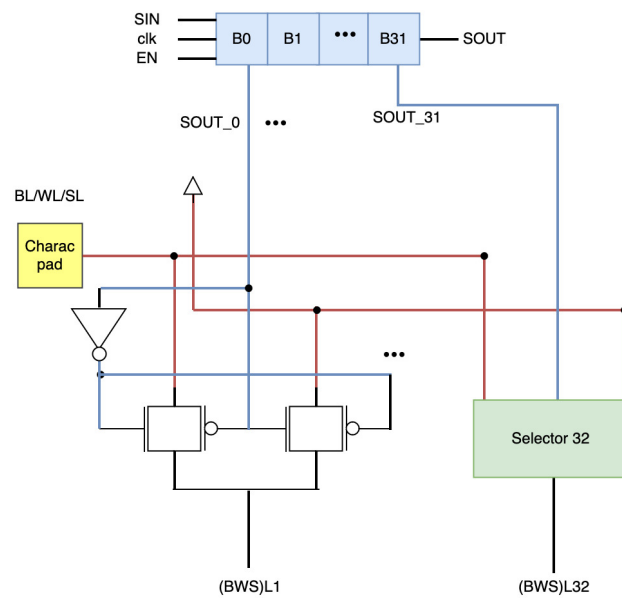 SIN
clk
EN
B0
B1
•••
B31
SOUT
SOUT_0
•••
SOUT_31
BL/WL/SL
Charac
pad
•••
Selector 32
(BWS)L1
(BWS)L32